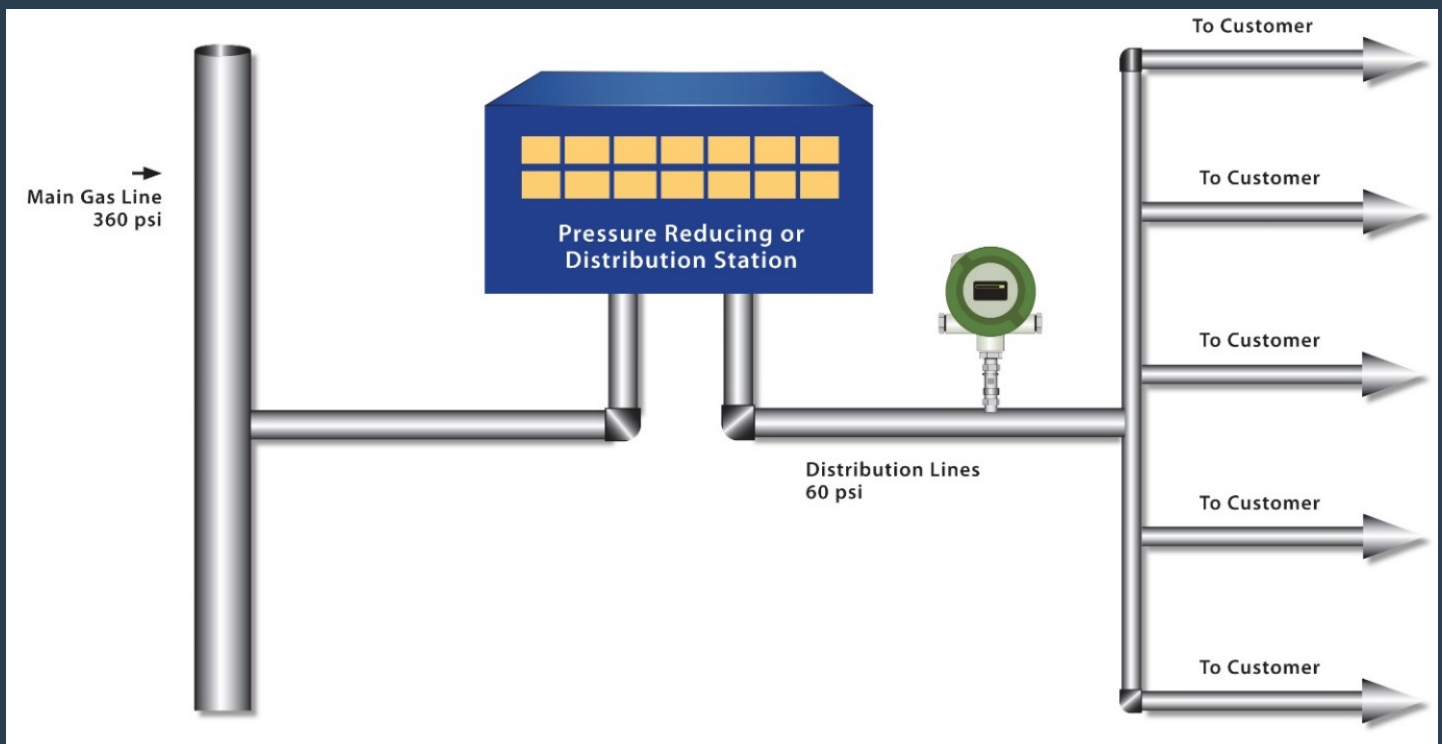 Main Gas Line
360 psi
Pressure Reducing or
Distribution Station
Distribution Lines
60 psi
To Customer
To Customer
To Customer
To Customer
To Customer